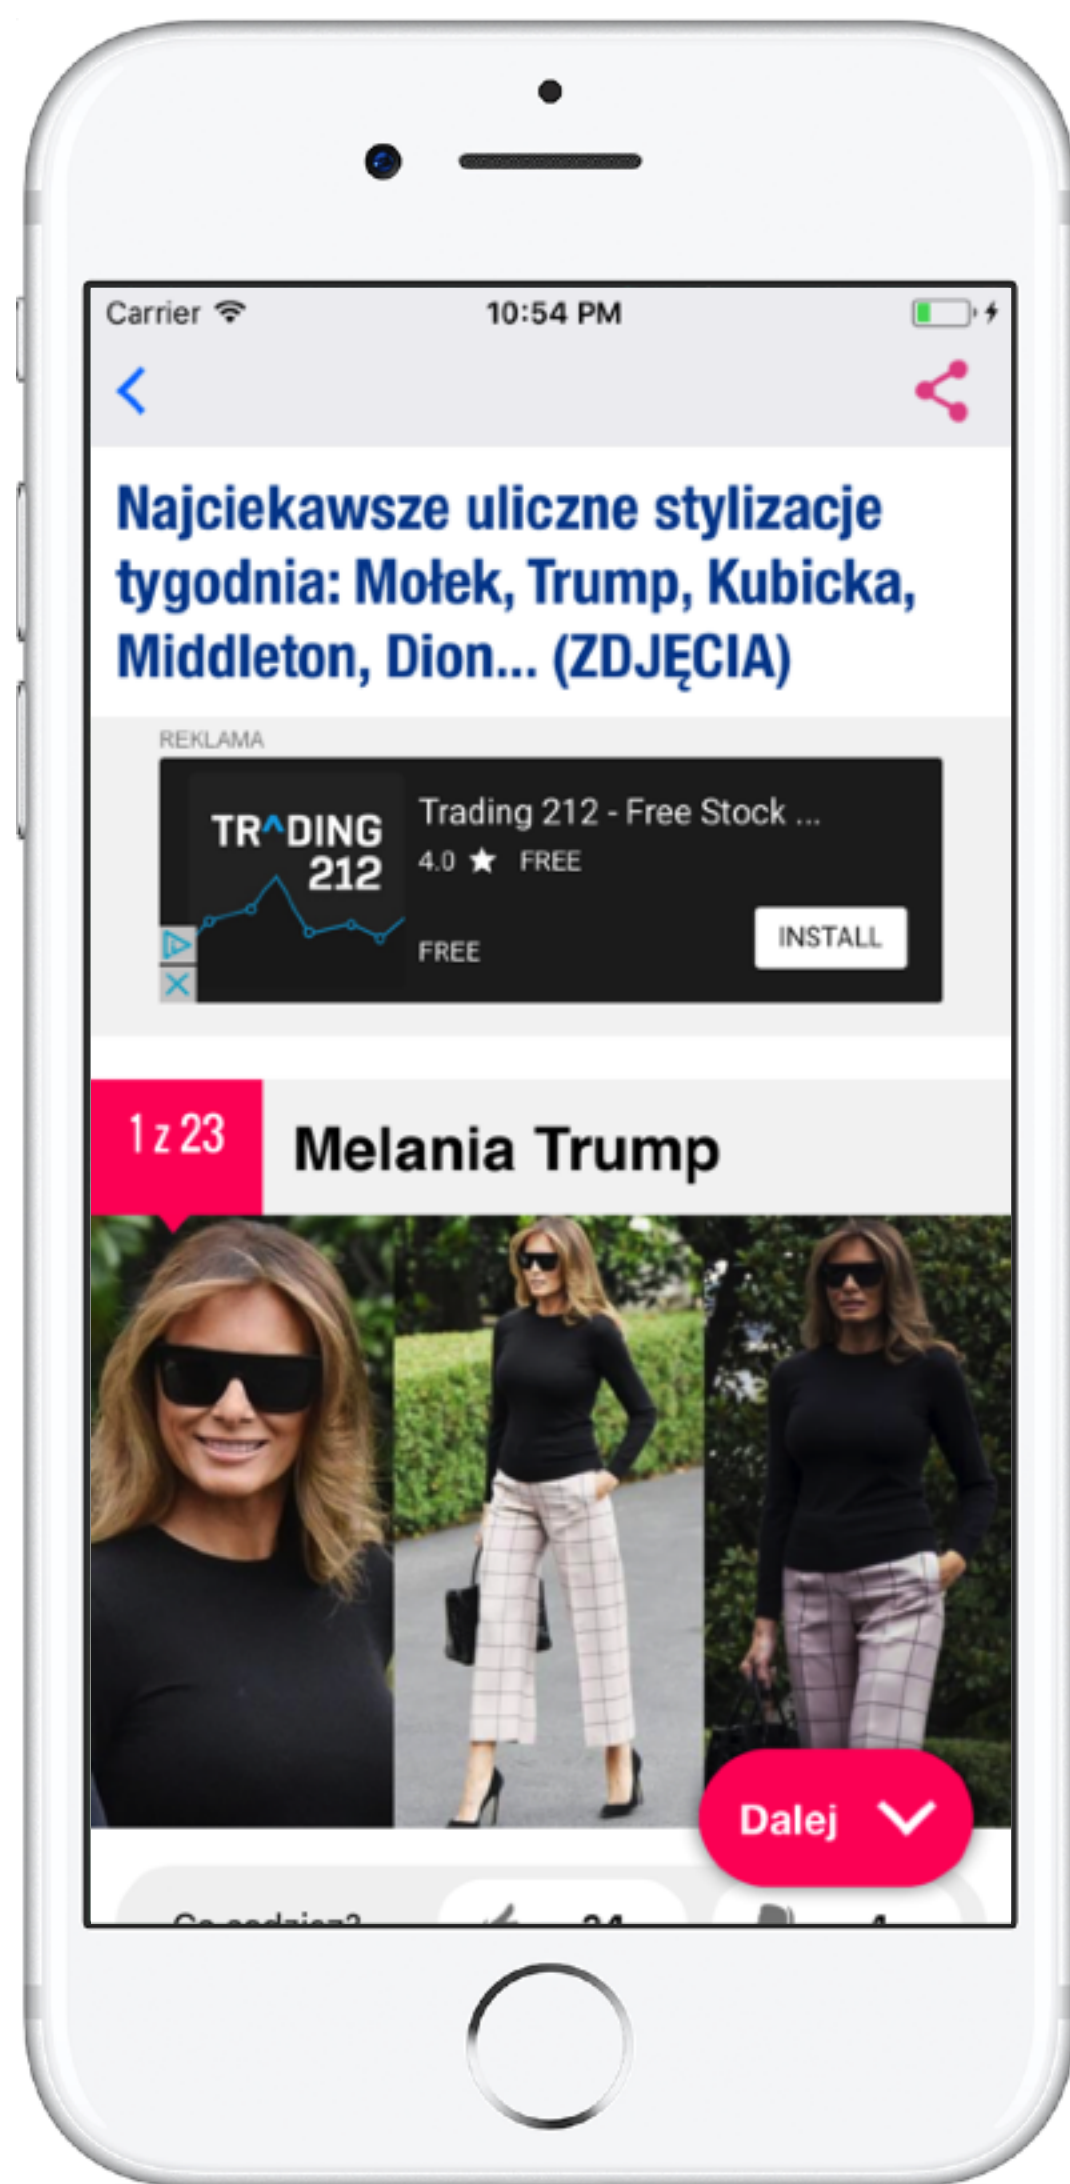 Carrier
10:54 PM
Najciekawsze uliczne stylizacje
tygodnia: Mołek, Trump, Kubicka,
Middleton, Dion... (ZDJĘCIA)
REKLAMA
TR^DING
212
Trading 212 - Free Stock ...
4.0 ★ FREE
FREE
INSTALL
1 z 23
Melania Trump
Dalej